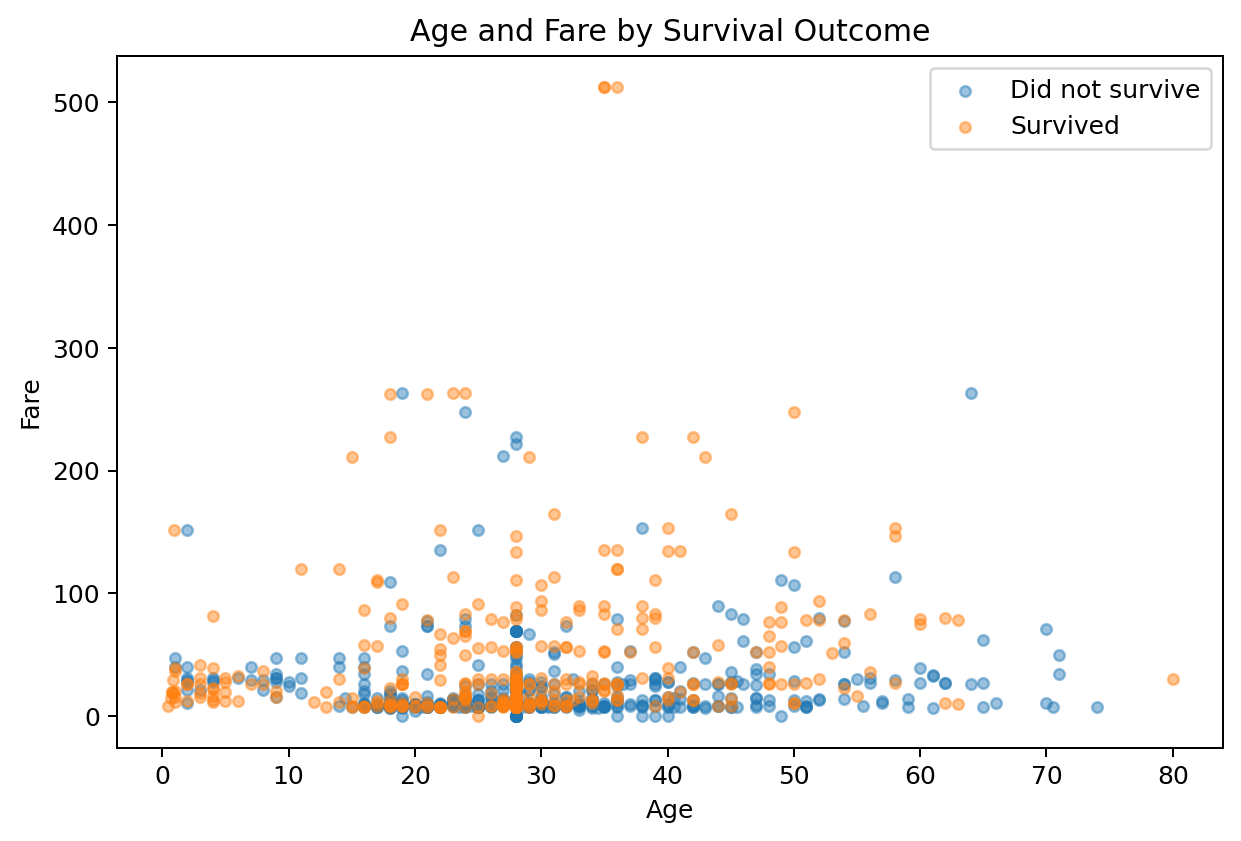 Age and Fare by Survival Outcome
Did not survive
Survived
500
400
300
200
100
0
Fare
0 10 20 30 40 50 60 70 80
Age